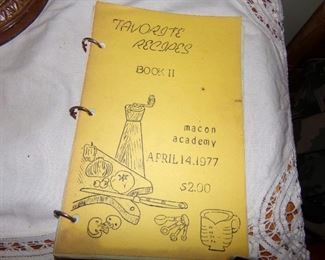 FAVORITE
RECIPES
BOOK II
macon
academy
APRIL 14, 1977
$2.00